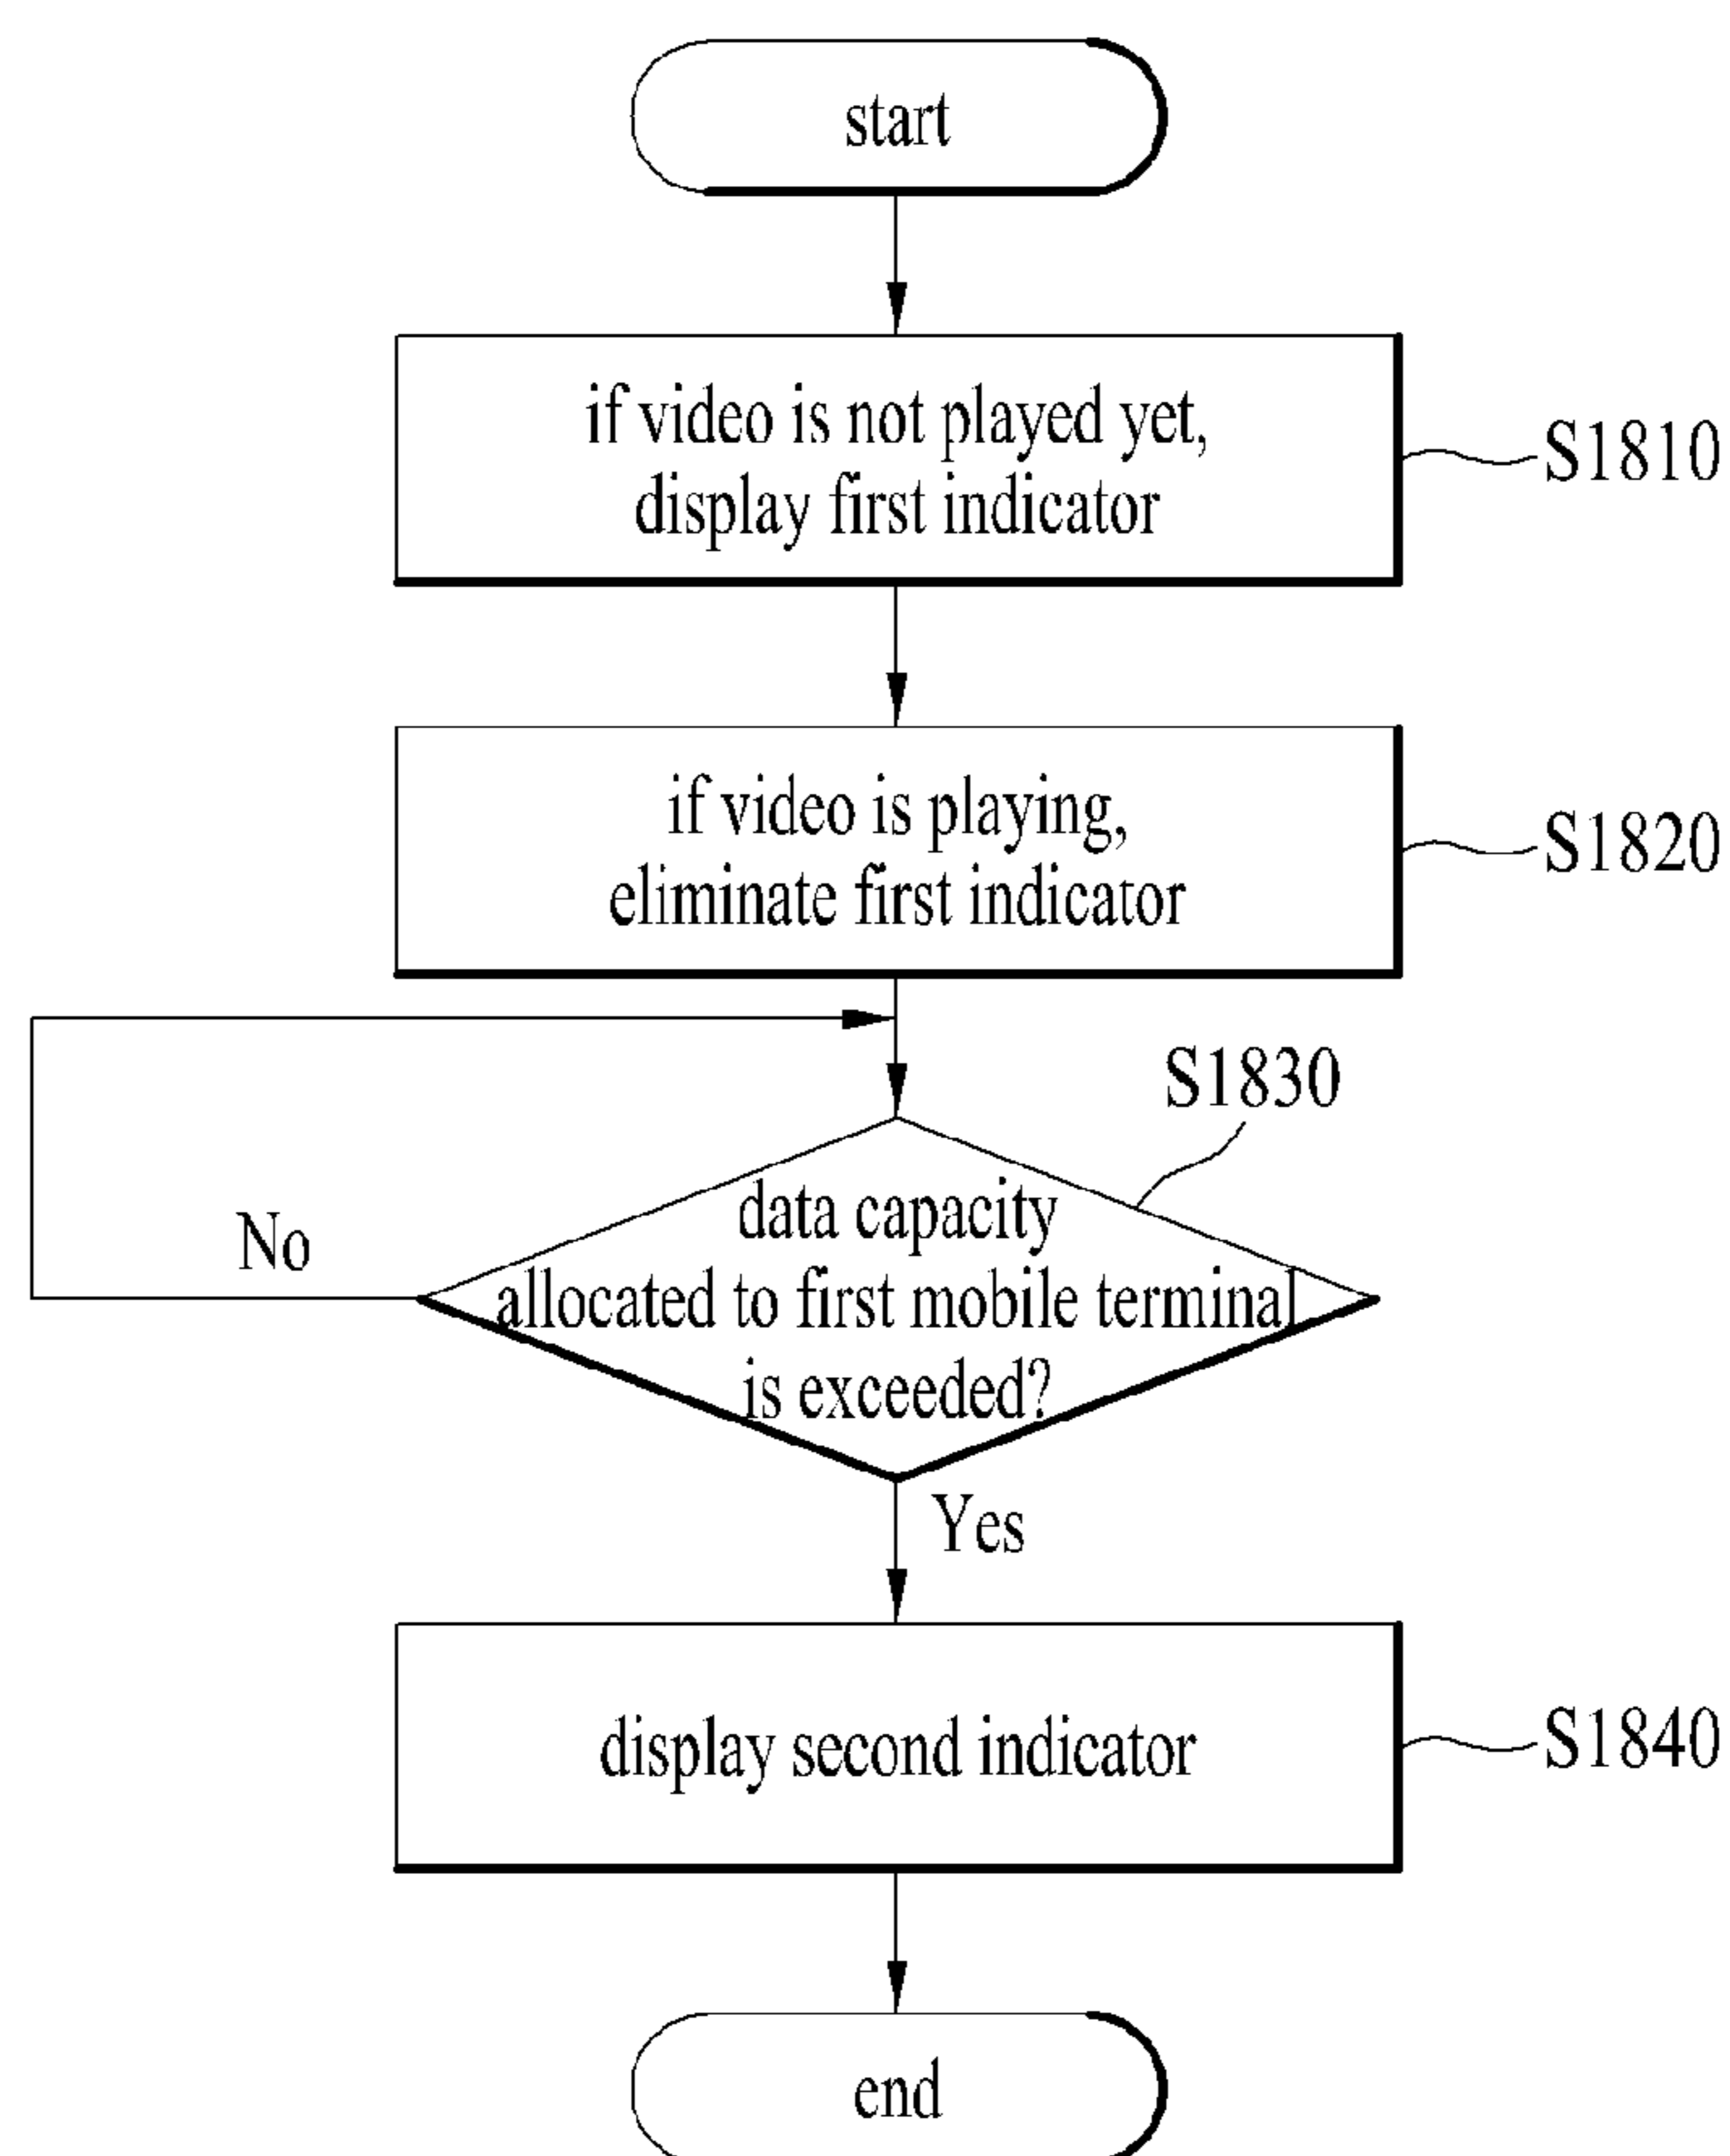 start
if video is not played yet,
display first indicator
S1810
if video is playing,
eliminate first indicator
S1820
S1830
data capacity
allocated to first mobile terminal
is exceeded?
No
Yes
display second indicator
S1840
end